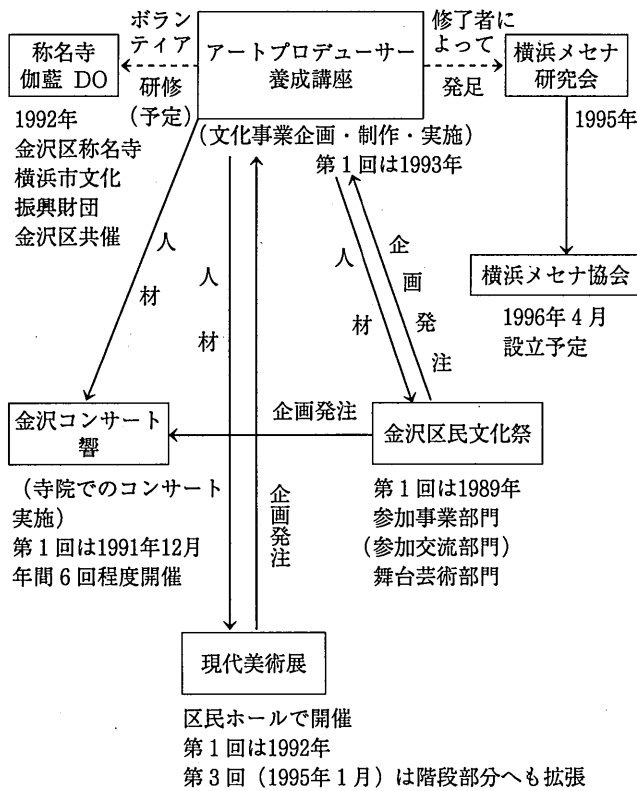 称名寺
伽藍 DO
ボラン
ティア
研修
(予定)
アートプロデューサー
養成講座
修了者に
よって
発足
横浜メセナ
研究会
1992年
金沢区称名寺
横浜市文化
振興財団
金沢区共催
(文化事業企画・制作・実施)
第1回は1993年
1995年
人材
人材
人材
企画発注
横浜メセナ協会
1996年4月
設立予定
金沢コンサート
響
企画発注
金沢区民文化祭
(寺院でのコンサート
実施)
第1回は1991年12月
年間6回程度開催
企画発注
第1回は1989年
参加事業部門
(参加交流部門)
舞台芸術部門
現代美術展
区民ホールで開催
第1回は1992年
第3回(1995年1月)は階段部分へも拡張